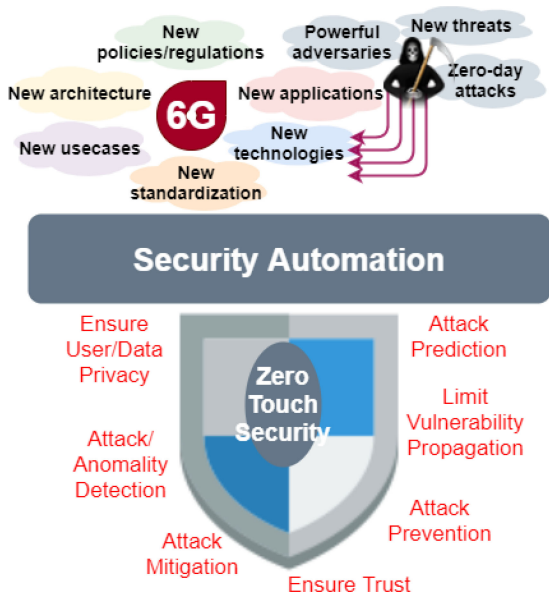 New
policies/regulations
Powerful
adversaries
New threats
New architecture
6G
New applications
Zero-day
attacks
New usecases
New
technologies
New
standardization
Security Automation
Ensure
User/Data
Privacy
Attack
Prediction
Zero
Touch
Security
Limit
Vulnerability
Propagation
Attack/
Anomality
Detection
Attack
Prevention
Attack
Mitigation
Ensure Trust